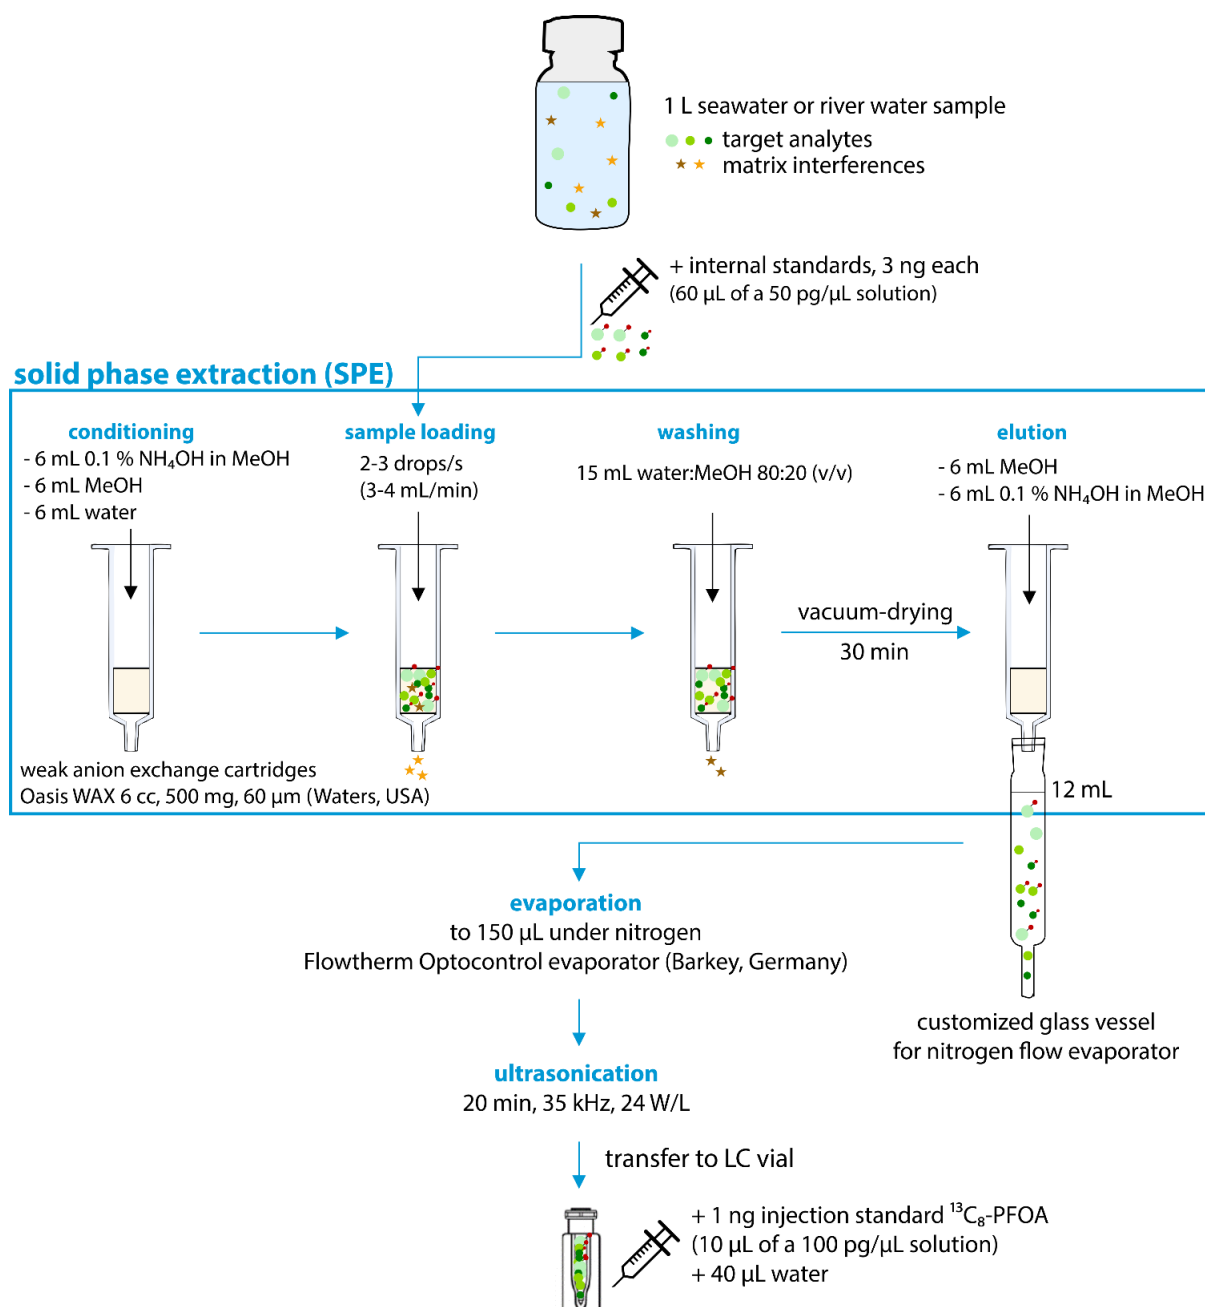 1 L seawater or river water sample
target analytes
matrix interferences
+ internal standards, 3 ng each
(60 µL of a 50 pg/µL solution)
solid phase extraction (SPE)
conditioning
- 6 mL 0.1 % NH₄OH in MeOH
- 6 mL MeOH
- 6 mL water
sample loading
2-3 drops/s
(3-4 mL/min)
washing
15 mL water:MeOH 80:20 (v/v)
elution
- 6 mL MeOH
- 6 mL 0.1 % NH₄OH in MeOH
vacuum-drying
30 min
weak anion exchange cartridges
Oasis WAX 6 cc, 500 mg, 60 µm (Waters, USA)
12 mL
evaporation
to 150 µL under nitrogen
Flowtherm Optocontrol evaporator (Barkey, Germany)
customized glass vessel
for nitrogen flow evaporator
ultrasonication
20 min, 35 kHz, 24 W/L
transfer to LC vial
+ 1 ng injection standard ¹³C₈-PFOA
(10 µL of a 100 pg/µL solution)
+ 40 µL water